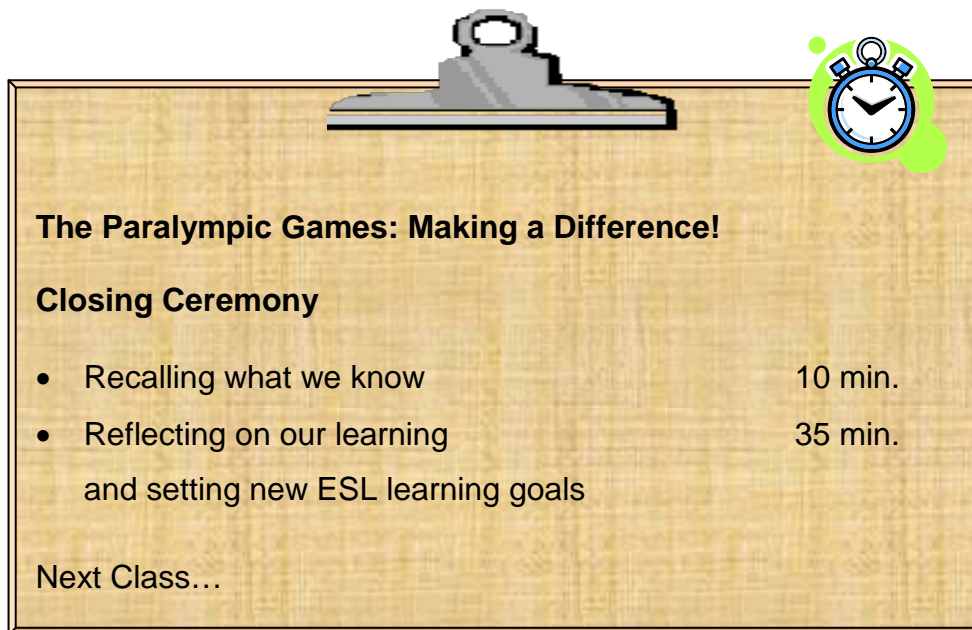 The Paralympic Games: Making a Difference!
Closing Ceremony
• Recalling what we know 10 min.
• Reflecting on our learning 35 min.
and setting new ESL learning goals
Next Class…